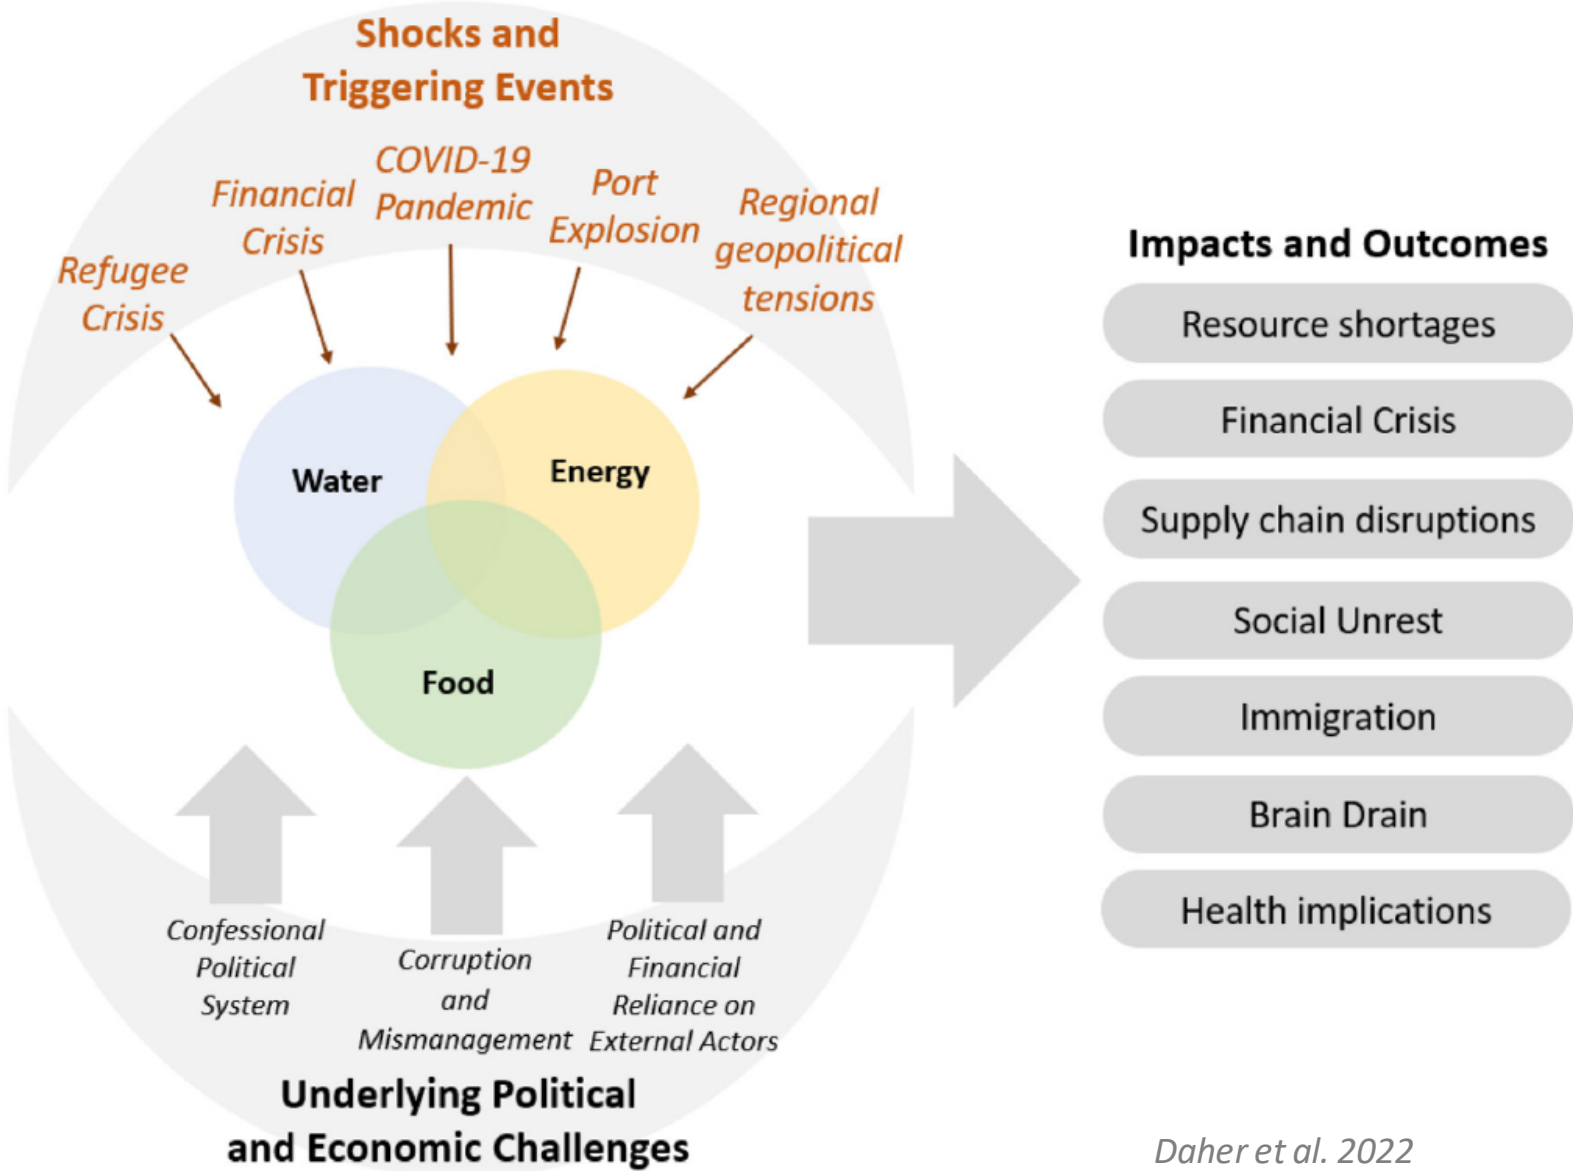 Shocks and
Triggering Events
Refugee
Crisis
Financial
Crisis
COVID-19
Pandemic
Port
Explosion
Regional
geopolitical
tensions
Water
Energy
Food
Confessional
Political
System
Corruption
and
Mismanagement
Political and
Financial
Reliance on
External Actors
Underlying Political
and Economic Challenges
Impacts and Outcomes
Resource shortages
Financial Crisis
Supply chain disruptions
Social Unrest
Immigration
Brain Drain
Health implications
Daher et al. 2022